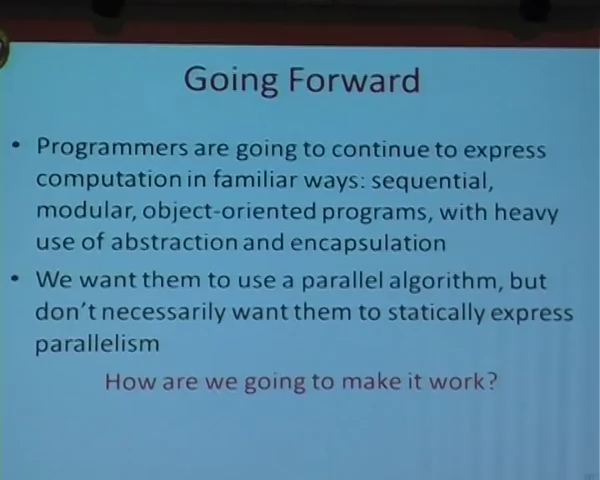 Going Forward
• Programmers are going to continue to express
computation in familiar ways: sequential,
modular, object-oriented programs, with heavy
use of abstraction and encapsulation
• We want them to use a parallel algorithm, but
don't necessarily want them to statically express
parallelism
How are we going to make it work?